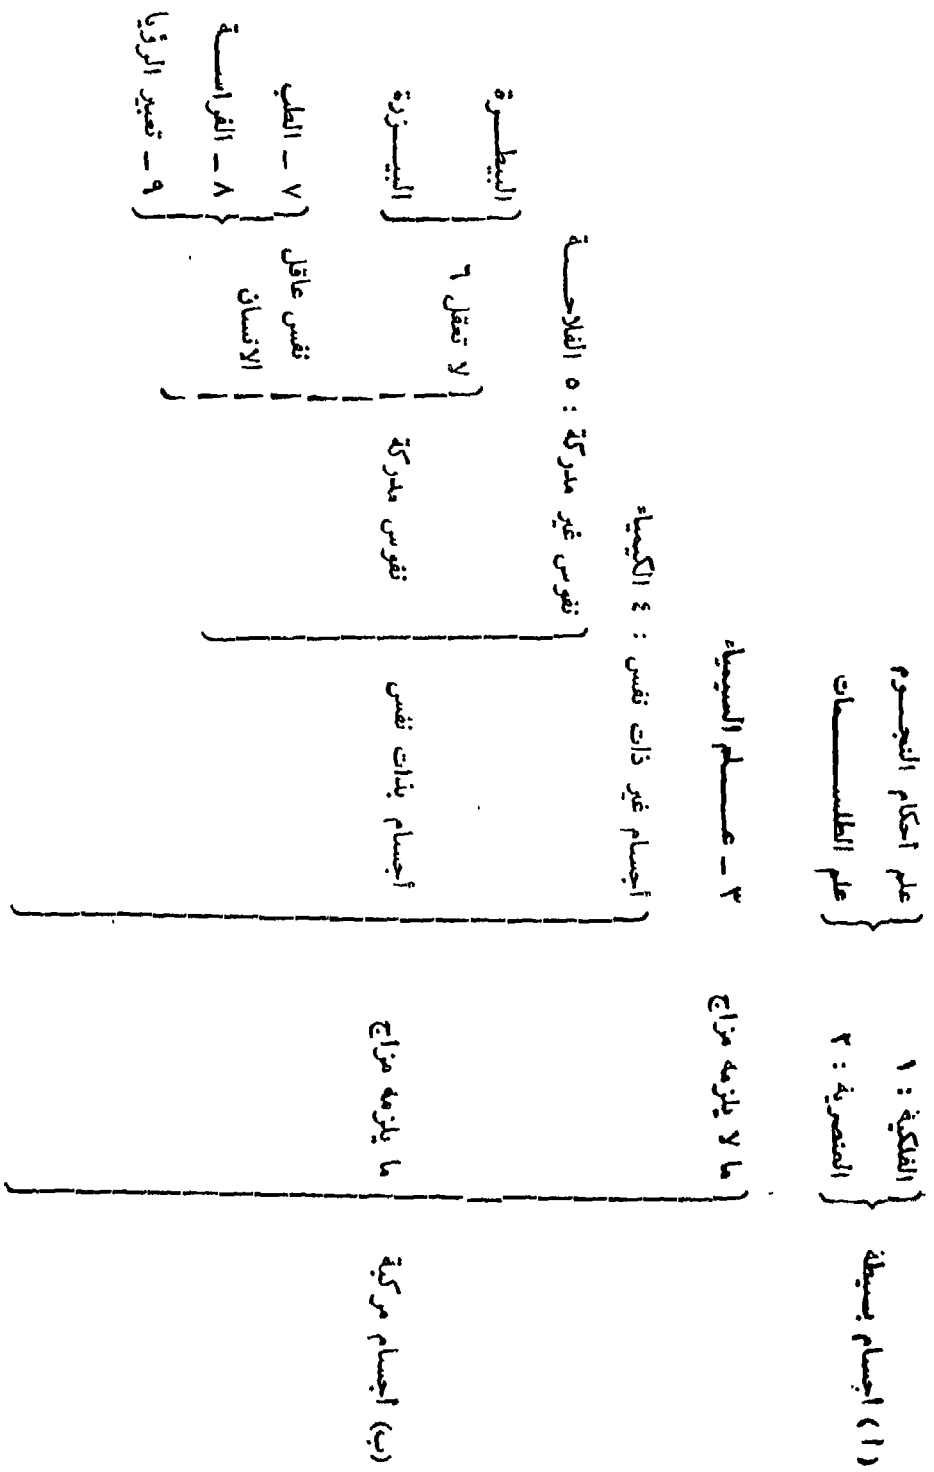 (أ) أجسام بسيطة
الفلكية : ١
العنصرية : ٢
علم أحكام النجوم
علم الطلسمات
(ب) أجسام مركبة
ما لا يلزمه مزاج
٣ - علم السيمياء
ما يلزمه مزاج
أجسام غير ذات نفس : ٤ الكيمياء
أجسام بذات نفس
نفوس غير مدركة : ٥ الفلاحة
نفوس مدركة
لا تعقل ٦
البيطرة
البيزرة
نفس عاقل
الانسان
٧ - الطب
٨ - الفراسة
٩ - تعبير الرؤيا